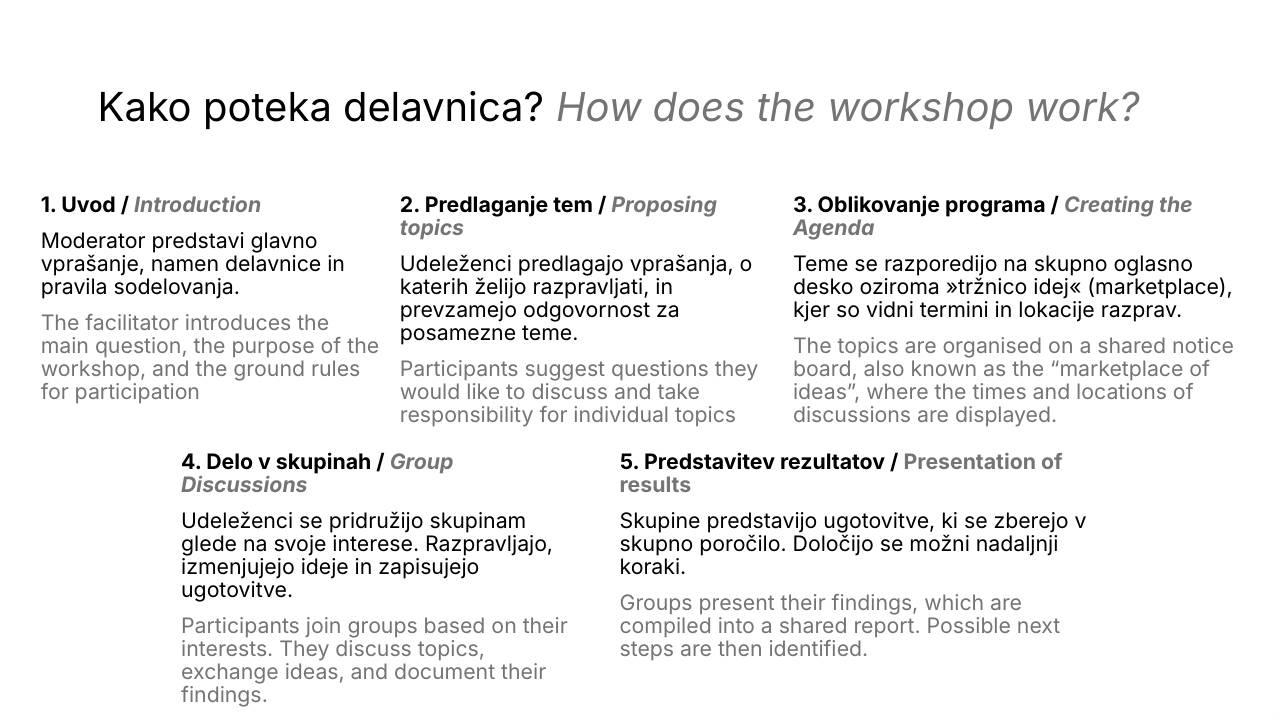 Kako poteka delavnica? How does the workshop work?
1. Uvod / Introduction
Moderator predstavi glavno
vprašanje, namen delavnice in
pravila sodelovanja.
The facilitator introduces the
main question, the purpose of the
workshop, and the ground rules
for participation
2. Predlaganje tem / Proposing
topics
Udeleženci predlagajo vprašanja, o
katerih želijo razpravljati, in
prevzamejo odgovornost za
posamezne teme.
Participants suggest questions they
would like to discuss and take
responsibility for individual topics
3. Oblikovanje programa / Creating the
Agenda
Teme se razporedijo na skupno oglasno
desko oziroma »tržnico idej« (marketplace),
kjer so vidni termini in lokacije razprav.
The topics are organised on a shared notice
board, also known as the “marketplace of
ideas”, where the times and locations of
discussions are displayed.
4. Delo v skupinah / Group
Discussions
Udeleženci se pridružijo skupinam
glede na svoje interese. Razpravljajo,
izmenjujejo ideje in zapisujejo
ugotovitve.
Participants join groups based on their
interests. They discuss topics,
exchange ideas, and document their
findings.
5. Predstavitev rezultatov / Presentation of
results
Skupine predstavijo ugotovitve, ki se zberejo v
skupno poročilo. Določijo se možni nadaljnji
koraki.
Groups present their findings, which are
compiled into a shared report. Possible next
steps are then identified.